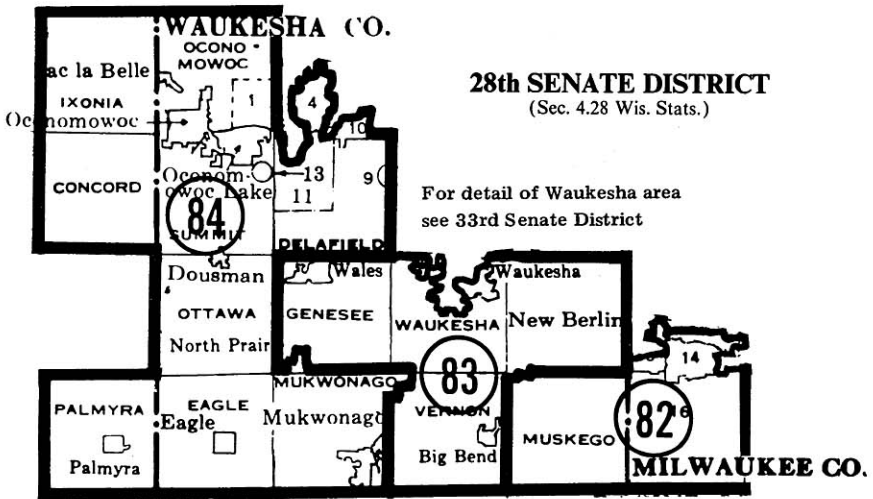 WAUKESHA CO.
OCONO-
MOWOC
ac la Belle
28th SENATE DISTRICT
(Sec. 4.28 Wis. Stats.)
IXONIA
1
4
Oconomowoc
10
CONCORD
Oconom-
owoc Lake
13
11
9
For detail of Waukesha area
see 33rd Senate District
84
SUMMIT
DELAFIELD
Dousman
Wales
Waukesha
OTTAWA
GENESEE
WAUKESHA
New Berlin
North Prair
14
MUKWONAGO
83
PALMYRA
EAGLE
Eagle
Mukwonago
VERNON
82
16
MUSKEGO
Palmyra
Big Bend
MILWAUKEE CO.